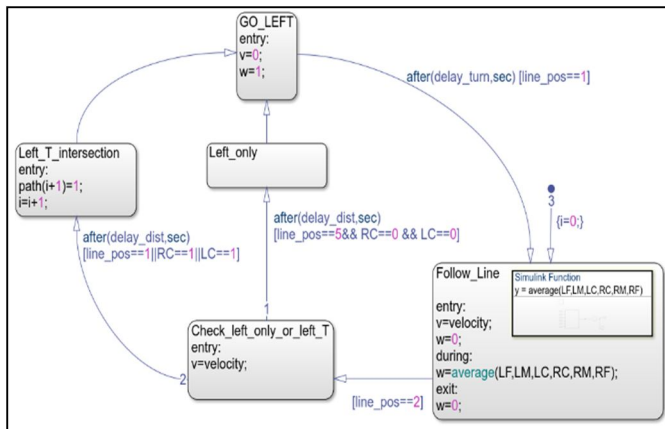 GO_LEFT
entry:
v=0;
w=1;
after(delay_turn,sec) [line_pos==1]
Left_T_intersection
entry:
path(i+1)=1;
i=i+1;
Left_only
3
{i=0;}
after(delay_dist,sec)
[line_pos==5&& RC==0 && LC==0]
after(delay_dist,sec)
[line_pos==1||RC==1||LC==1]
1
2
Check_left_only_or_left_T
entry:
v=velocity;
[line_pos==2]
Follow_Line
Simulink Function
y = average(LF,LM,LC,RC,RM,RF)
entry:
v=velocity;
w=0;
during:
w=average(LF,LM,LC,RC,RM,RF);
exit:
w=0;